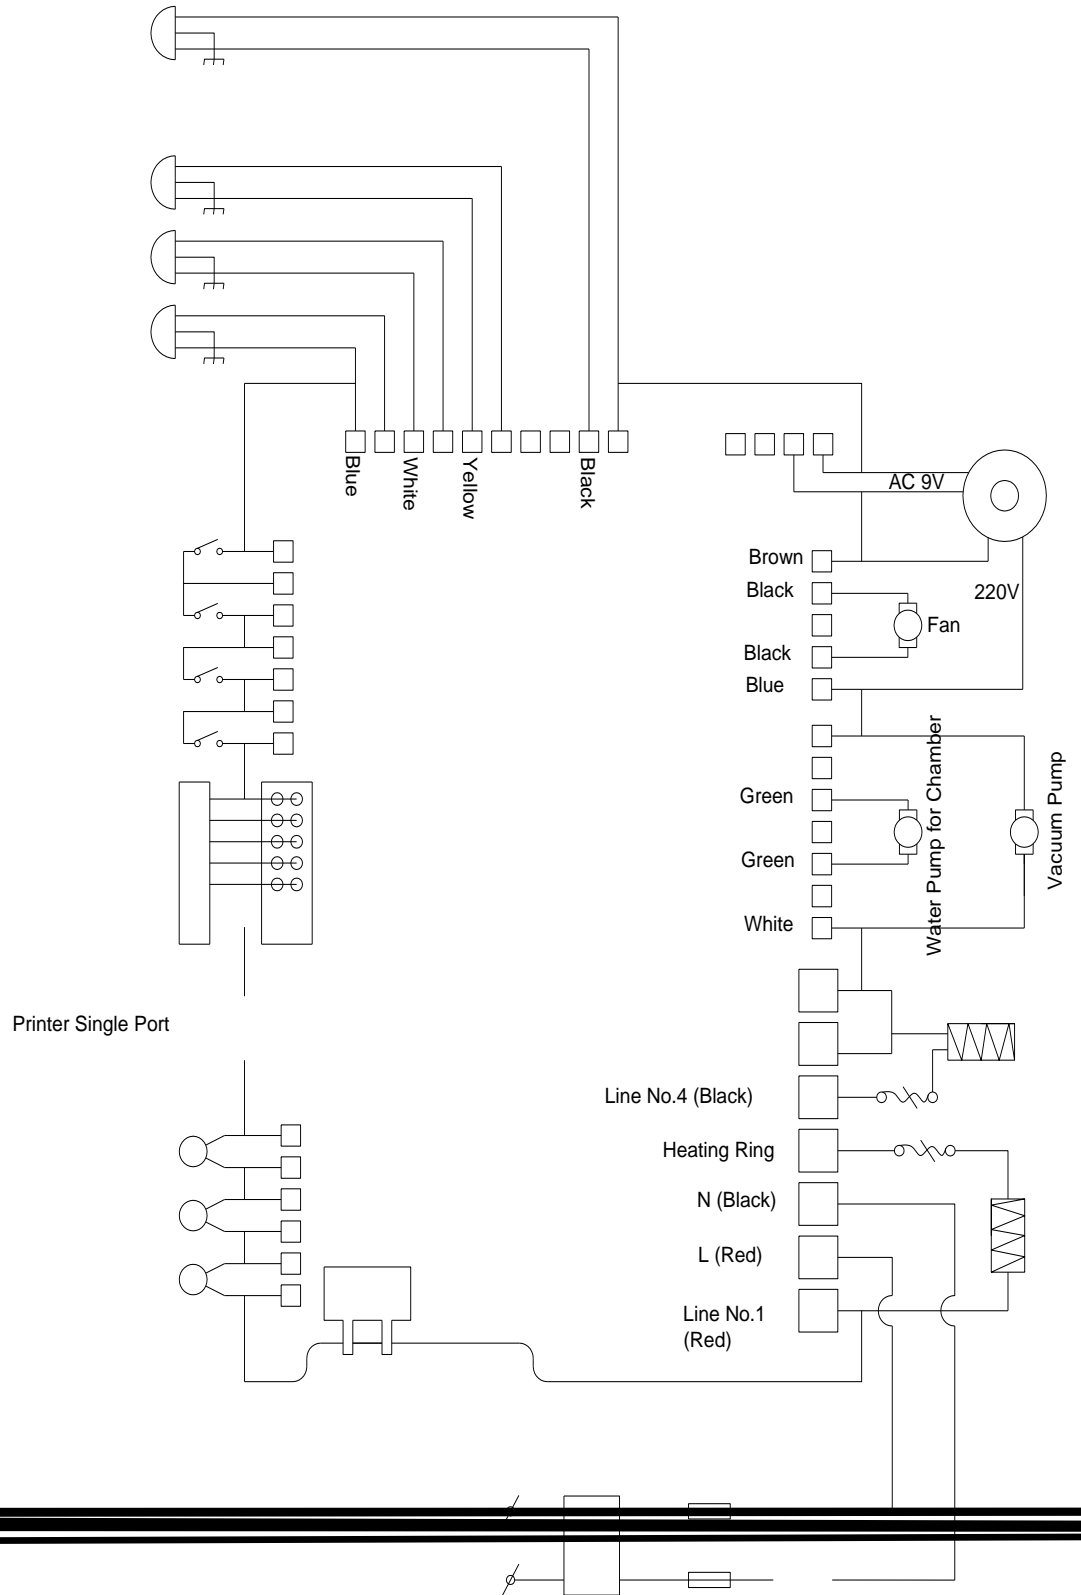 Blue
White
Yellow
Black
AC 9V
Brown
Black
220V
Fan
Black
Blue
Water Pump for Chamber
Vacuum Pump
Green
Green
White
Printer Single Port
Line No.4 (Black)
Heating Ring
N (Black)
L (Red)
Line No.1
(Red)